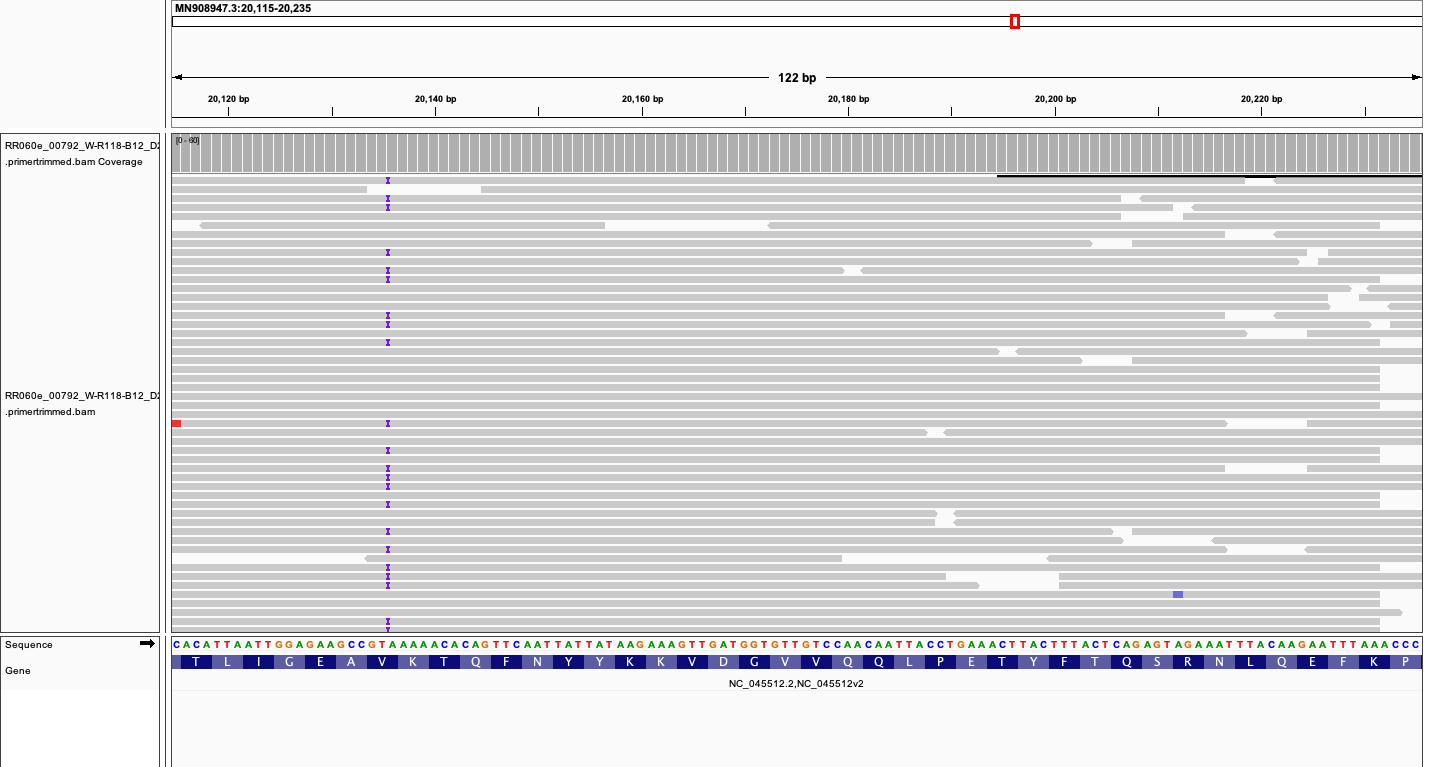 MN908947.3:20,115-20,235
122 bp
20,120 bp 20,140 bp 20,160 bp 20,180 bp 20,200 bp 20,220 bp
RR060e_00792_W-R118-B12_D2
.primertrimmed.bam Coverage
[0 - 60]
RR060e_00792_W-R118-B12_D2
.primertrimmed.bam
Sequence
CACATTAATTGGAGAAGCCGTAAAAACACAGTTCAATTATTATAAGAAAGTTGATGGTGTTGTCCAACAATTACCTGAAACTTACTTTACTCAGAGTAGAAATTTACAAGAATTTAAACCC
Gene
T L I G E A V K T Q F N Y Y K K V D G V V Q Q L P E T Y F T Q S R N L Q E F K P
NC_045512.2,NC_045512v2